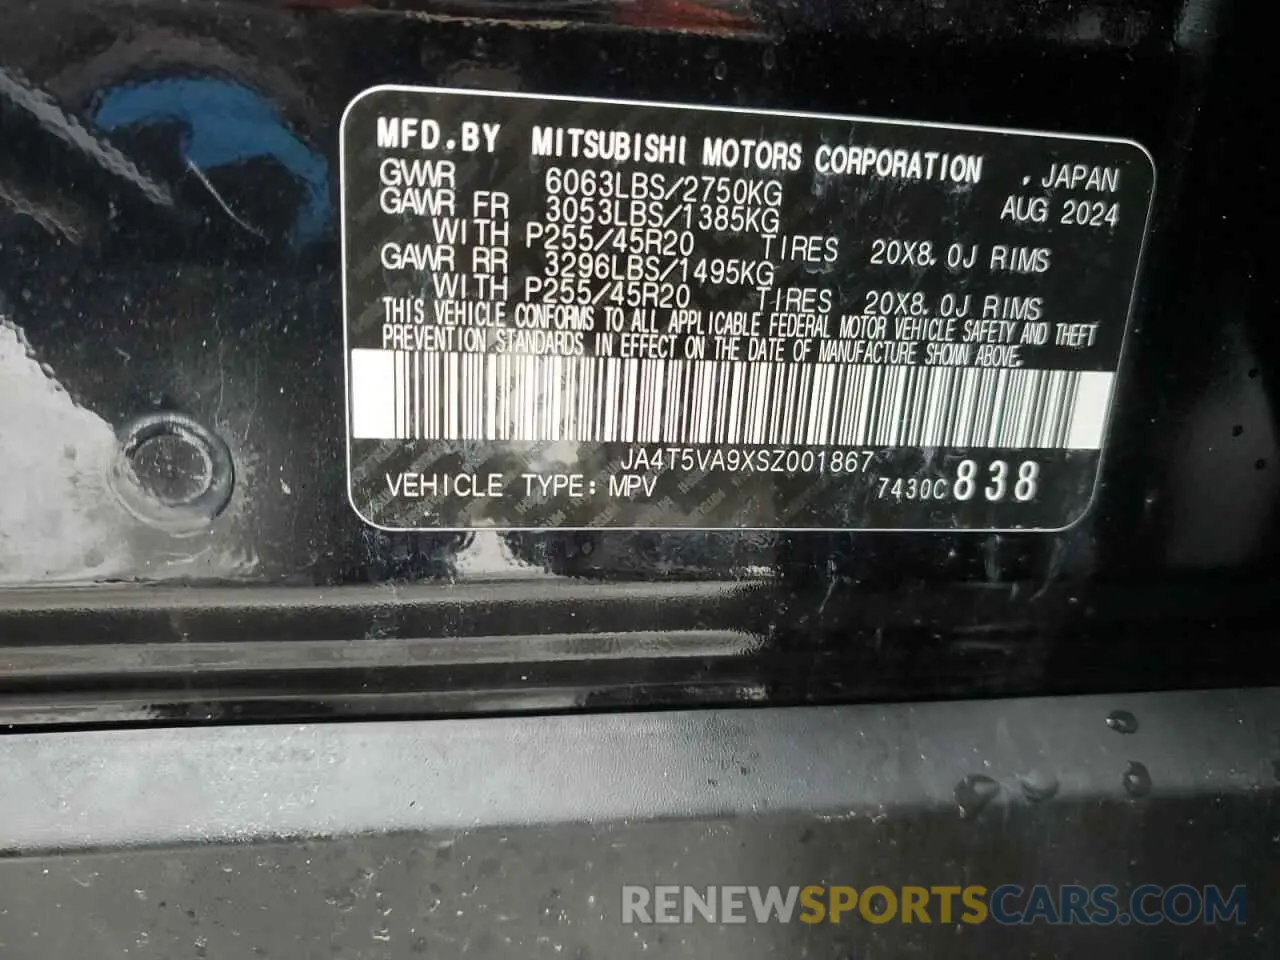 MFD.BY MITSUBISHI MOTORS CORPORATION , JAPAN
GVWR 6063LBS/2750KG AUG 2024
GAWR FR 3053LBS/1385KG
WITH P255/45R20 TIRES 20X8.0J RIMS
GAWR RR 3296LBS/1495KG
WITH P255/45R20 TIRES 20X8.0J RIMS
THIS VEHICLE CONFORMS TO ALL APPLICABLE FEDERAL MOTOR VEHICLE SAFETY AND THEFT
PREVENTION STANDARDS IN EFFECT ON THE DATE OF MANUFACTURE SHOWN ABOVE.
JA4T5VA9XSZ001867
VEHICLE TYPE: MPV 7430C 838
RENEWSPORTSCARS.COM